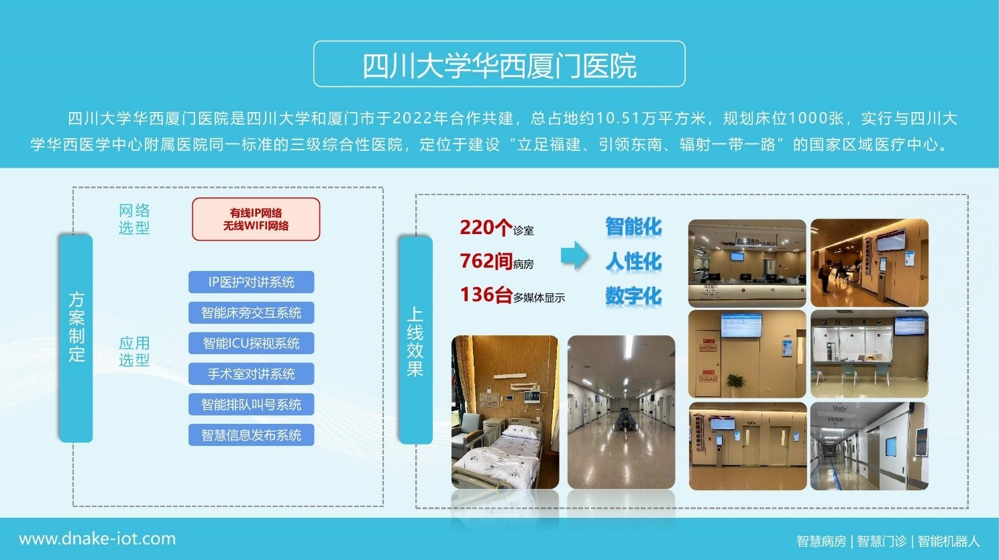 四川大学华西厦门医院
四川大学华西厦门医院是四川大学和厦门市于2022年合作共建，总占地约10.51万平方米，规划床位1000张，实行与四川大
学华西医学中心附属医院同一标准的三级综合性医院，定位于建设“立足福建、引领东南、辐射一带一路”的国家区域医疗中心。
方案制定
网络
选型
有线IP网络
无线WIFI网络
应用
选型
IP医护对讲系统
智能床旁交互系统
智能ICU探视系统
手术室对讲系统
智能排队叫号系统
智慧信息发布系统
上线效果
220个诊室
762间病房
136台多媒体显示
智能化
人性化
数字化
www.dnake-iot.com
智慧病房 | 智慧门诊 | 智能机器人